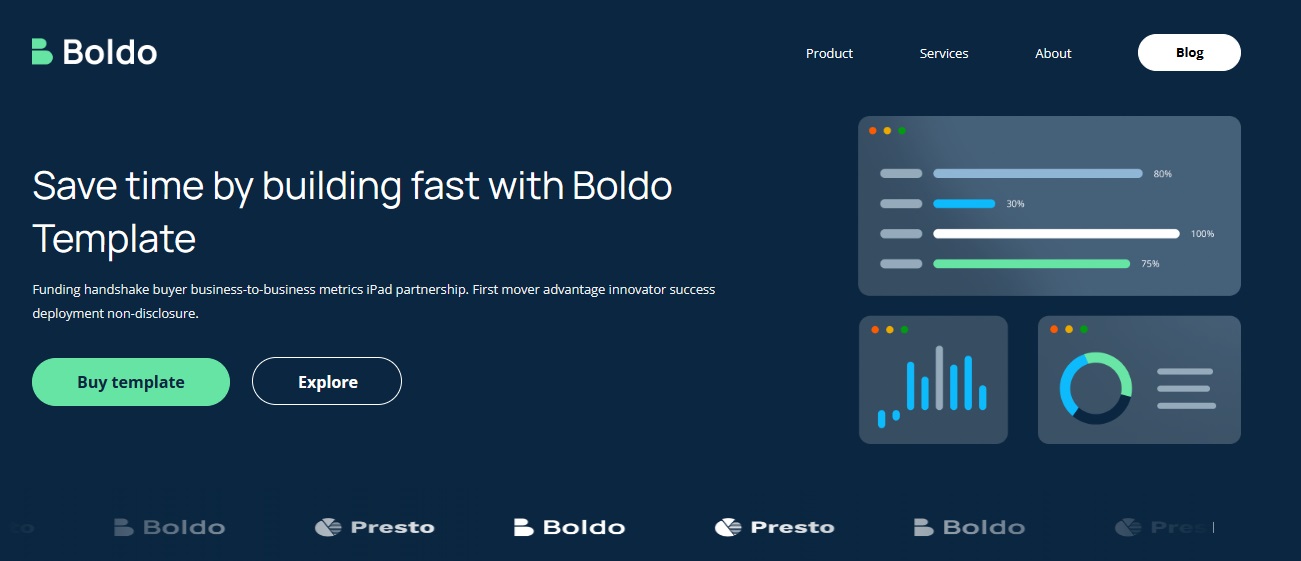 Boldo
Product Services About Blog
Save time by building fast with Boldo
Template
Funding handshake buyer business-to-business metrics iPad partnership. First mover advantage innovator success
deployment non-disclosure.
Buy template Explore
80%
30%
100%
75%
Boldo Presto Boldo Presto Boldo